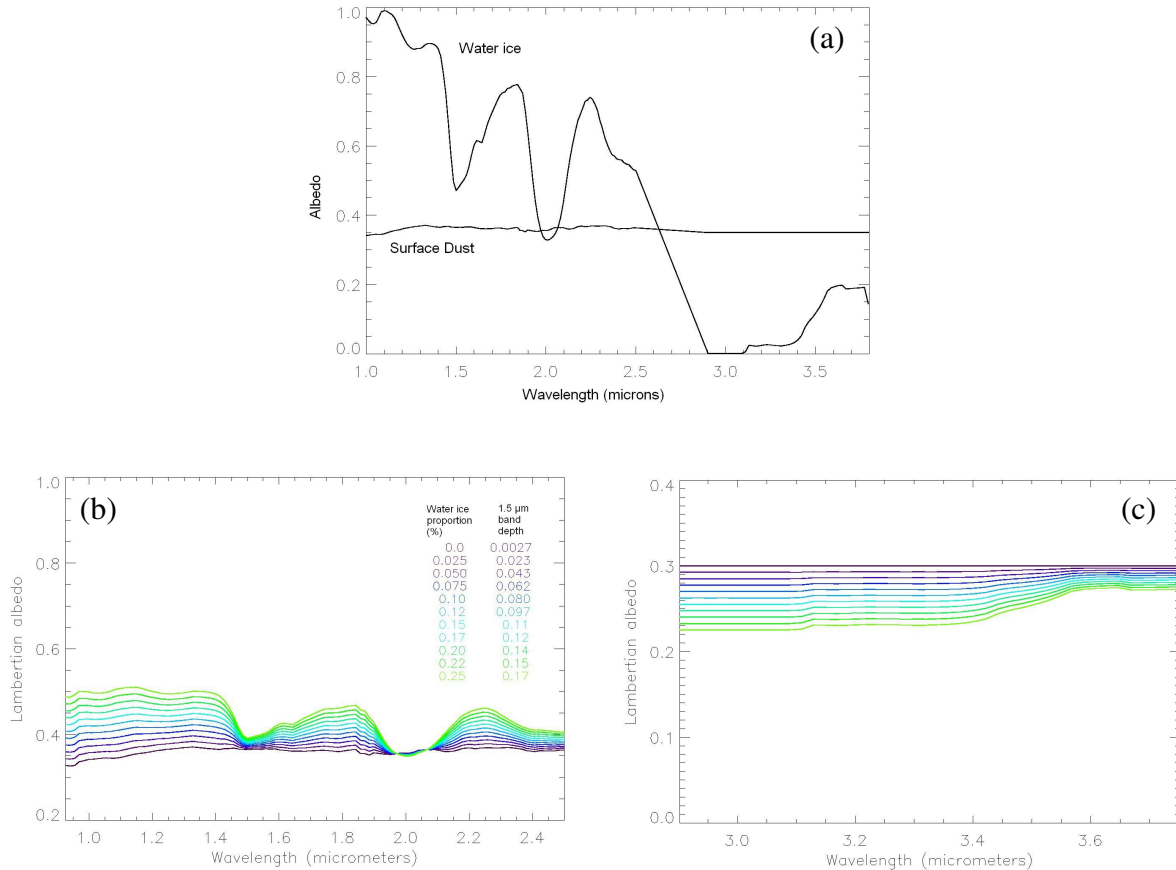 (a)
Water ice
Surface Dust
Albedo
1.0
0.8
0.6
0.4
0.2
0.0
1.0 1.5 2.0 2.5 3.0 3.5
Wavelength (microns)
(b)
Water ice proportion (%)
1.5 µm band depth
0.0 0.0027
0.025 0.023
0.050 0.043
0.075 0.062
0.10 0.080
0.12 0.097
0.15 0.11
0.17 0.12
0.20 0.14
0.22 0.15
0.25 0.17
Lambertian albedo
1.0
0.8
0.6
0.4
0.2
1.0 1.2 1.4 1.6 1.8 2.0 2.2 2.4
Wavelength (micrometers)
(c)
Lambertian albedo
0.4
0.3
0.2
0.1
0.0
3.0 3.2 3.4 3.6
Wavelength (micrometers)